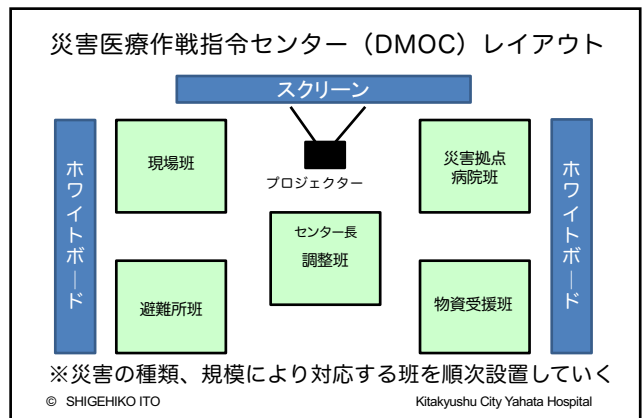 災害医療作戦指令センター（DMOC）レイアウト
スクリーン
ホワイトボード
現場班
プロジェクター
災害拠点
病院班
ホワイトボード
センター長
調整班
避難所班
物資受援班
※災害の種類、規模により対応する班を順次設置していく
© SHIGEHIKO ITO
Kitakyushu City Yahata Hospital